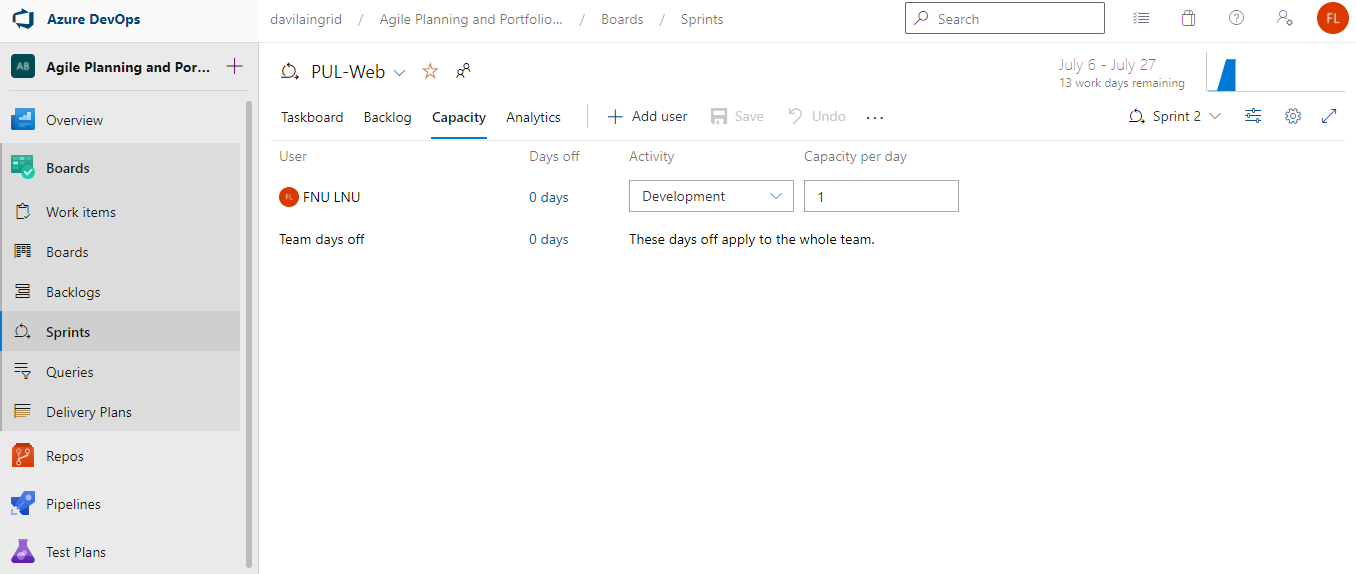 Azure DevOps
davilaingrid / Agile Planning and Portfolio... / Boards / Sprints
Search
FL
AB Agile Planning and Por...
Overview
Boards
Work items
Boards
Backlogs
Sprints
Queries
Delivery Plans
Repos
Pipelines
Test Plans
PUL-Web
July 6 - July 27
13 work days remaining
Taskboard Backlog Capacity Analytics Add user Save Undo ...
Sprint 2
User Days off Activity Capacity per day
FL FNU LNU 0 days Development 1
Team days off 0 days These days off apply to the whole team.